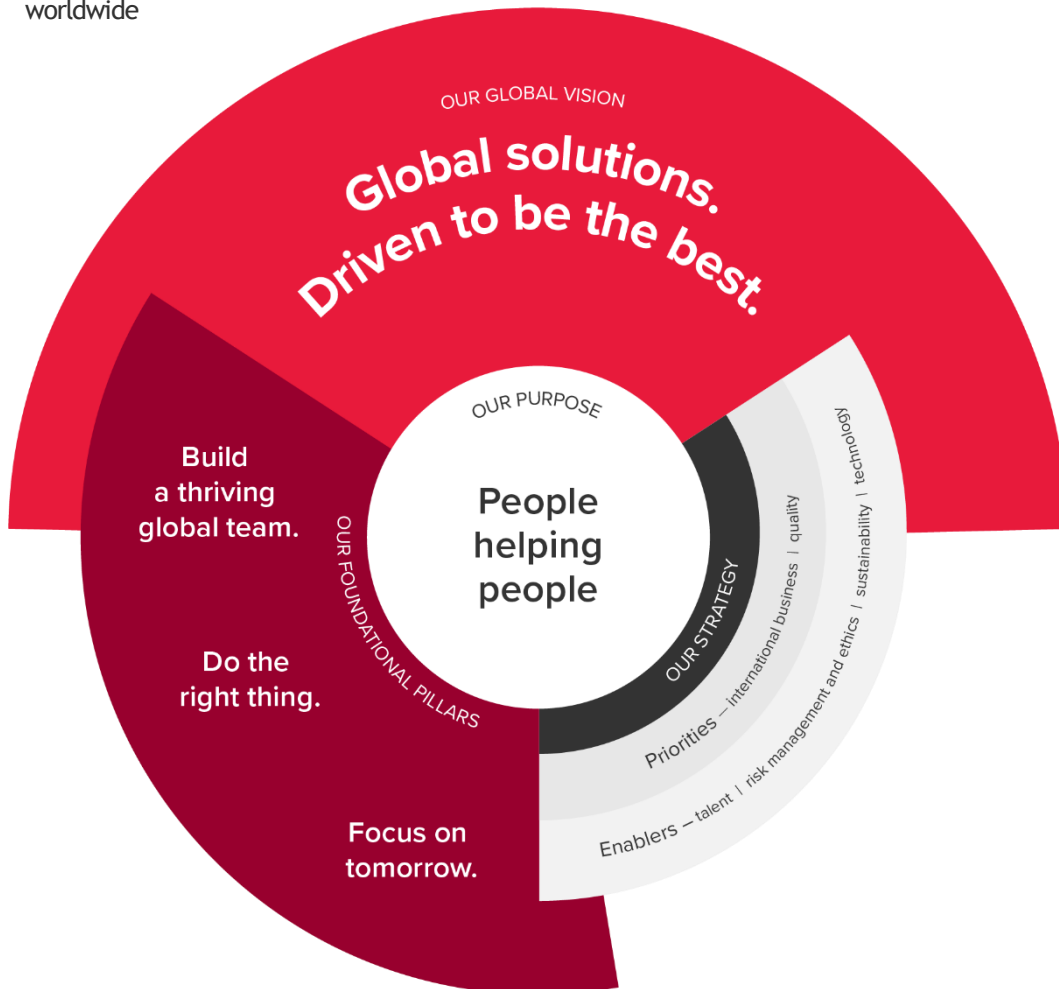 worldwide
OUR GLOBAL VISION
Global solutions.
Driven to be the best.
OUR PURPOSE
People
helping
people
OUR FOUNDATIONAL PILLARS
Build
a thriving
global team.
Do the
right thing.
Focus on
tomorrow.
OUR STRATEGY
Priorities – international business | quality
Enablers – talent | risk management and ethics | sustainability | technology